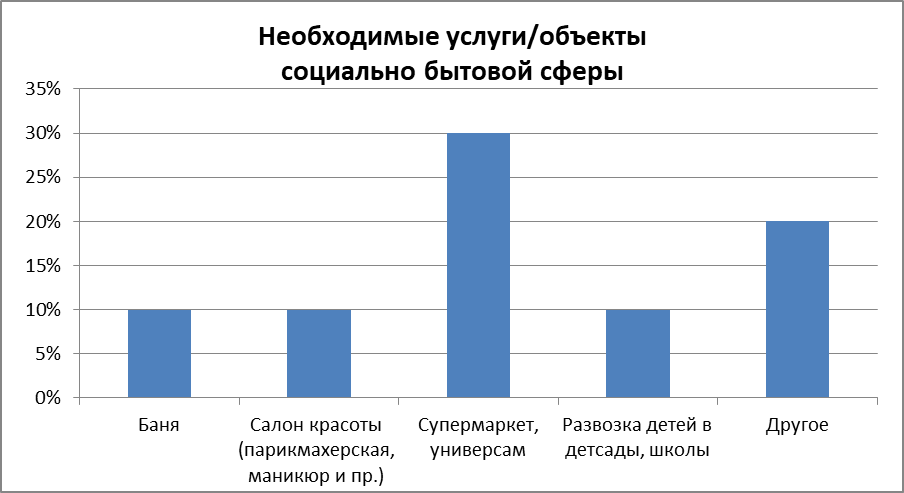 Необходимые услуги/объекты
социально бытовой сферы
35%
30%
25%
20%
15%
10%
5%
0%
Баня
Салон красоты
(парикмахерская,
маникюр и пр.)
Супермаркет,
универсам
Развозка детей в
детсады, школы
Другое